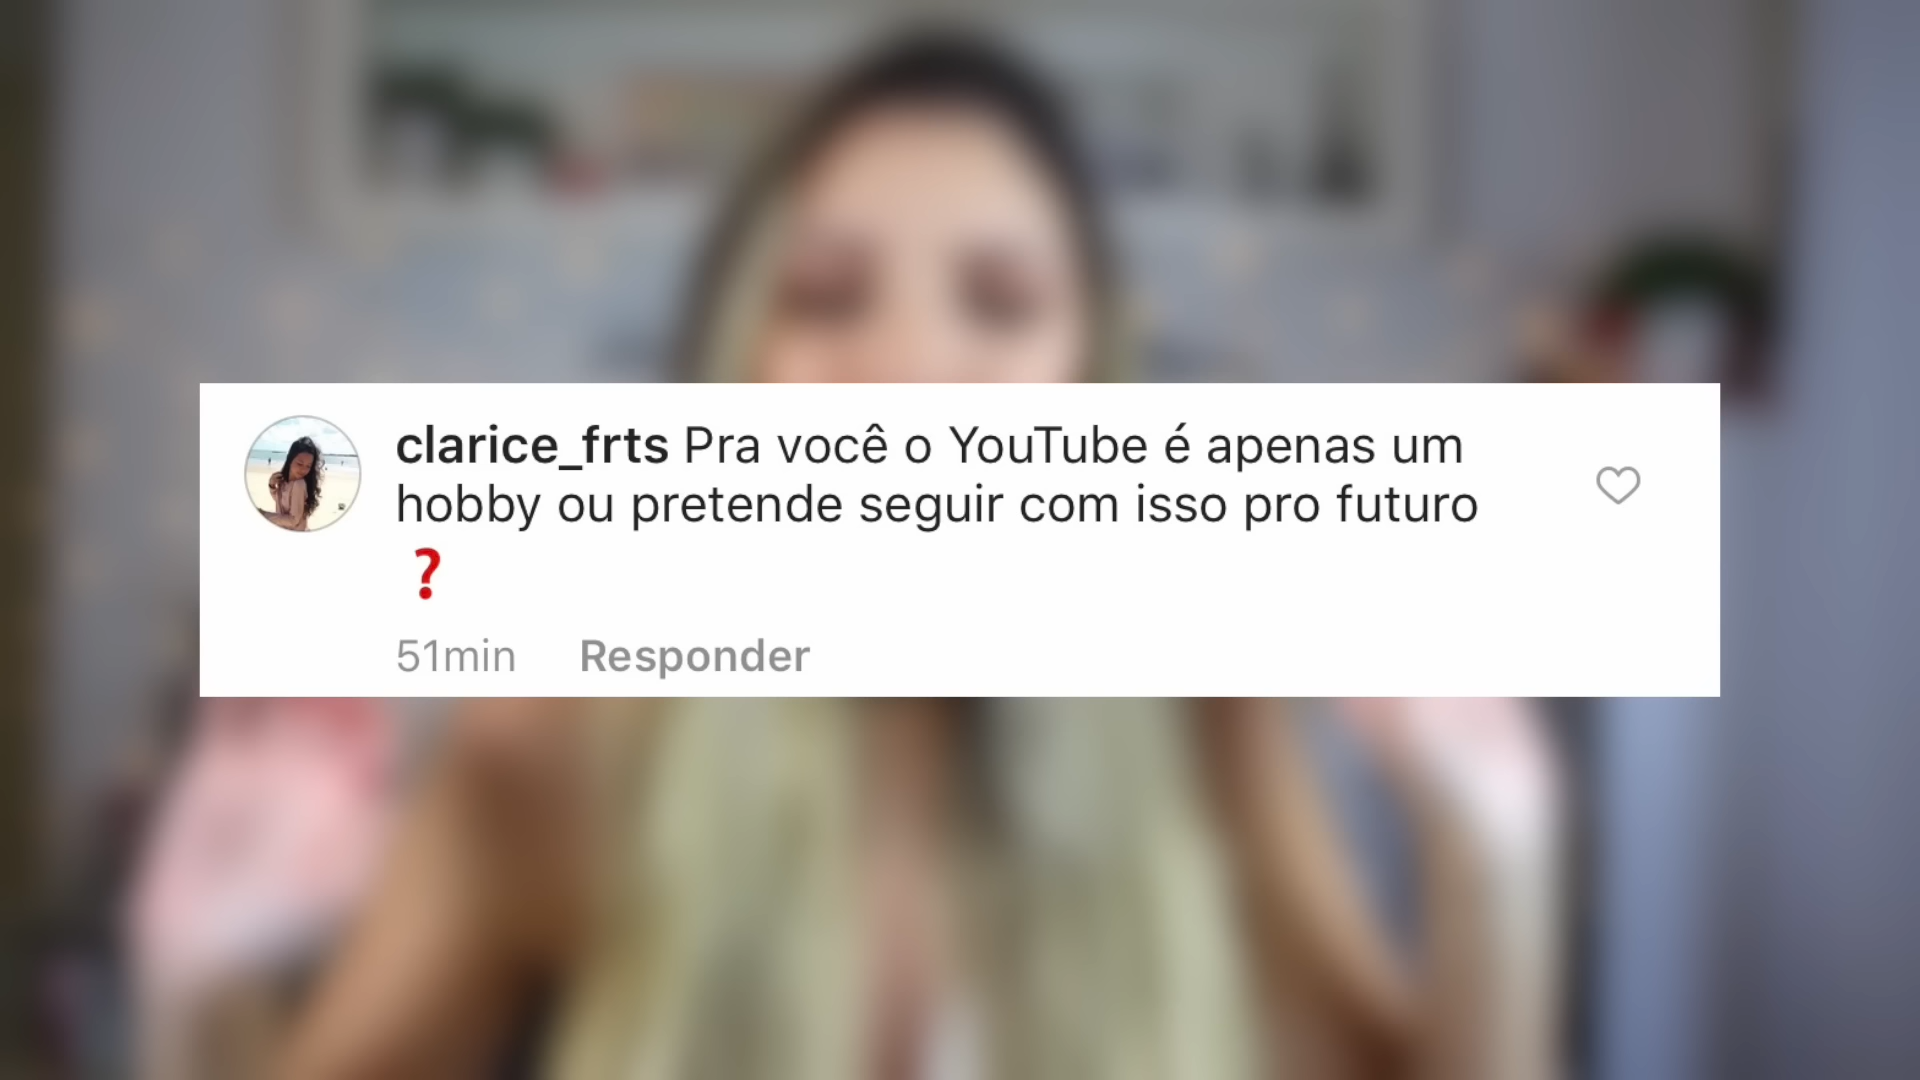 clarice_frts Pra você o YouTube é apenas um
hobby ou pretende seguir com isso pro futuro
❓
51min Responder